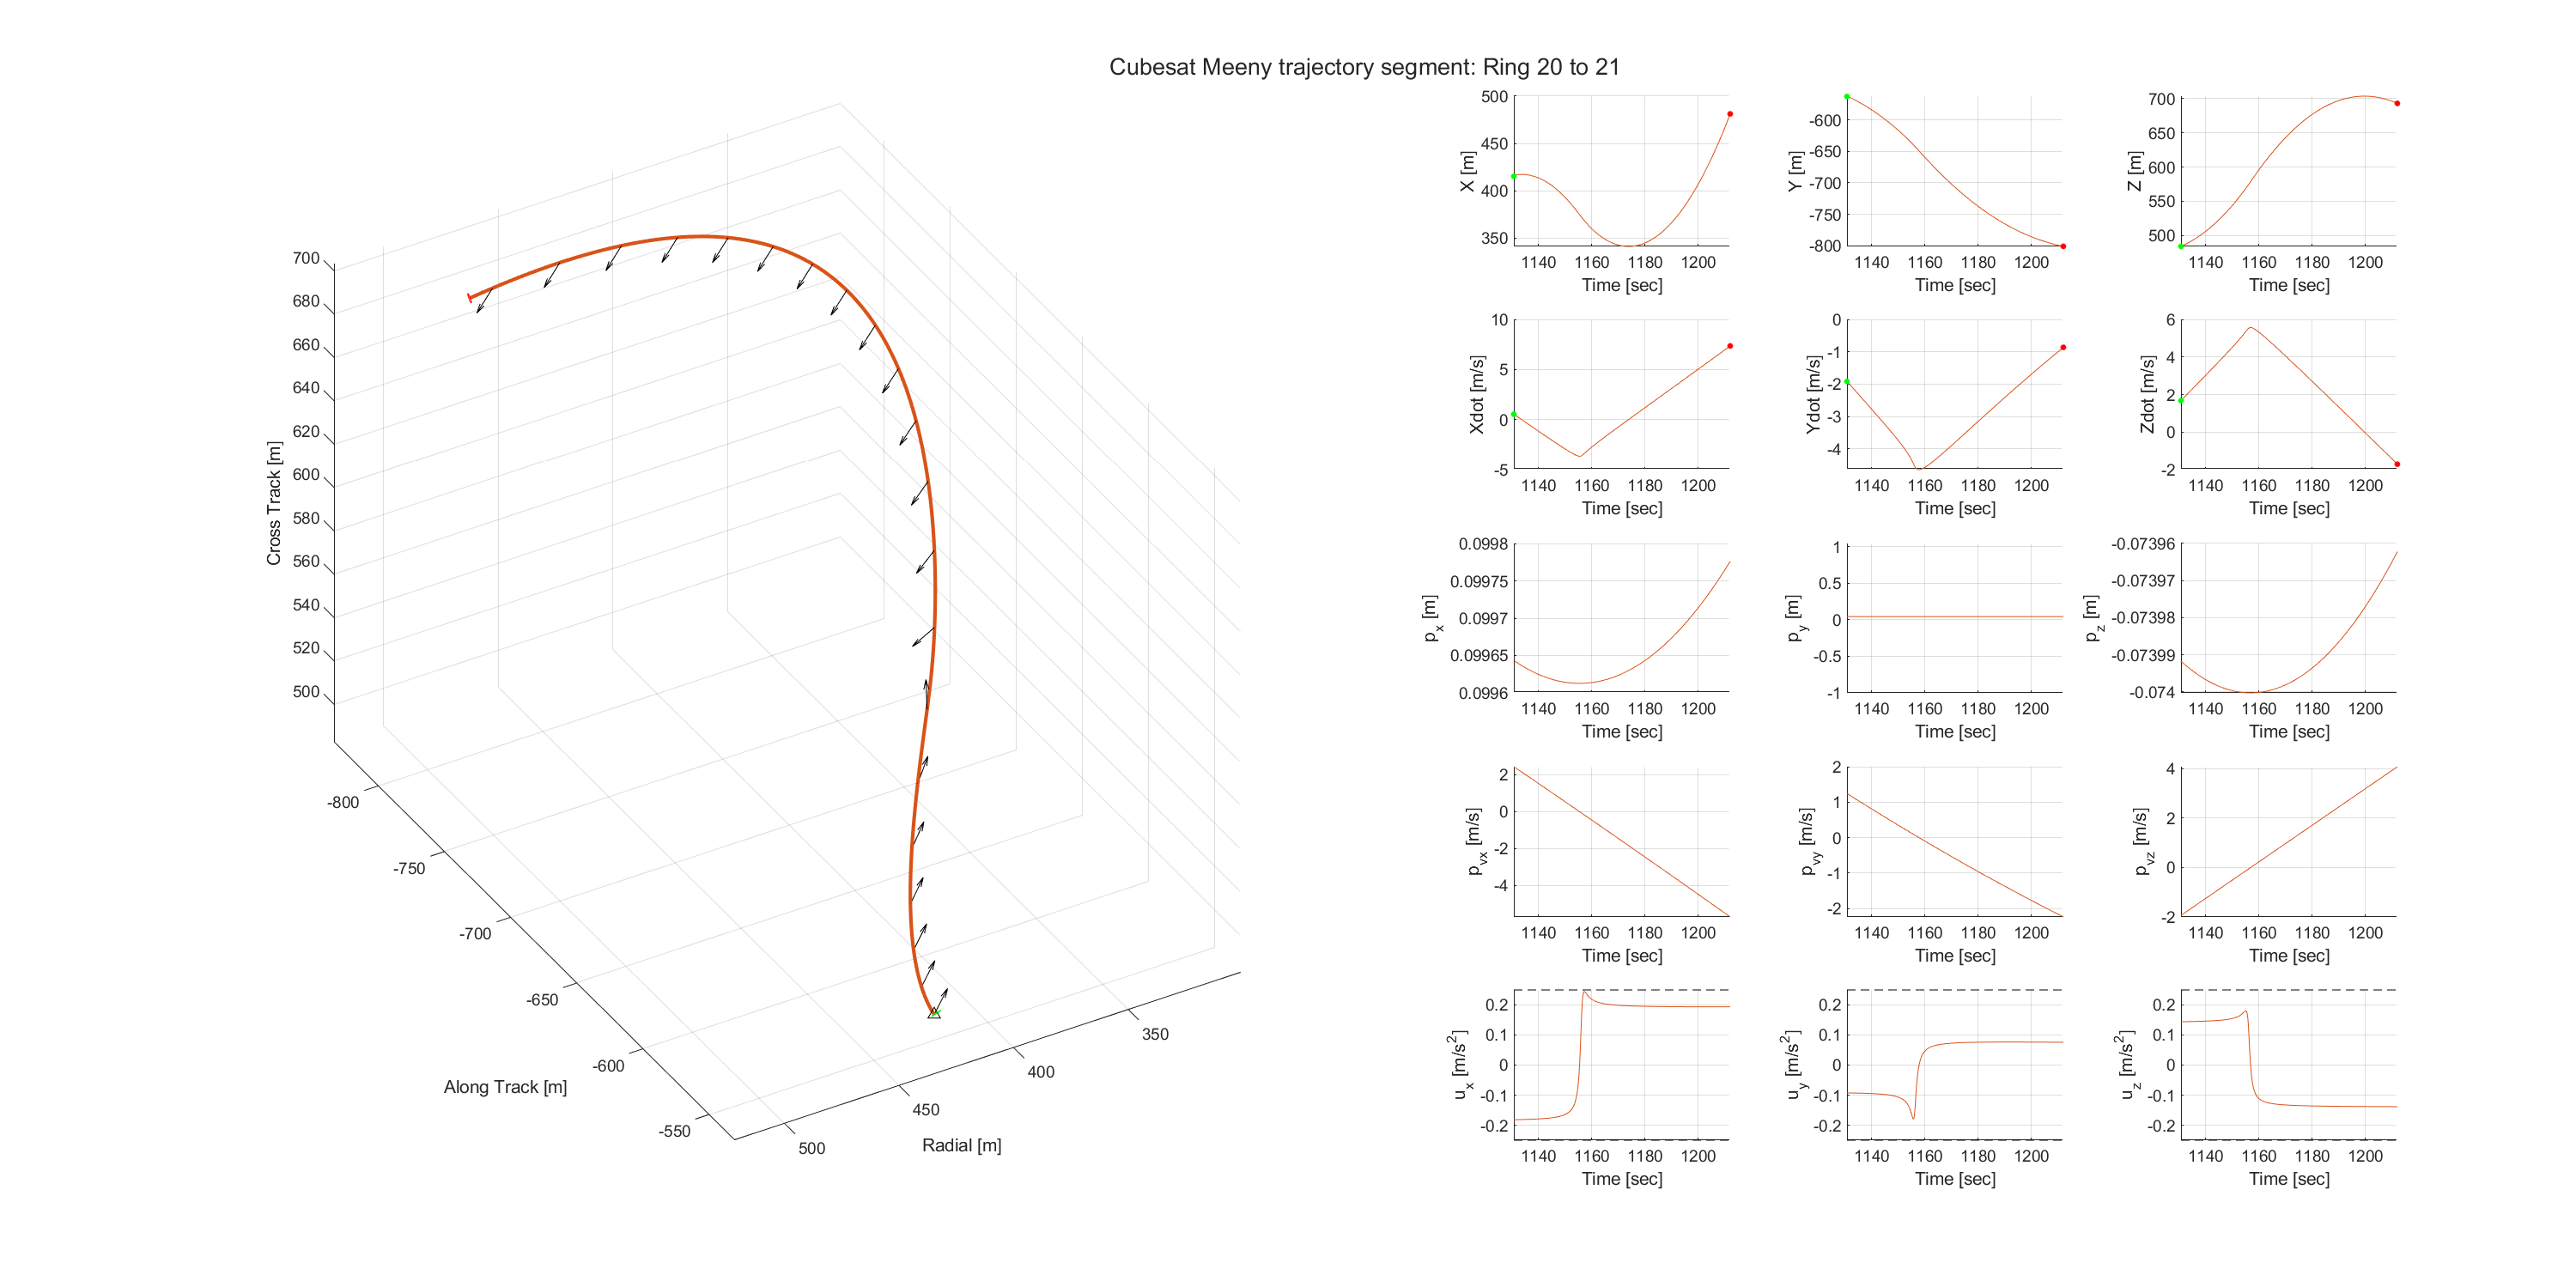 Cubesat Meeny trajectory segment: Ring 20 to 21
700
680
660
640
620
600
580
560
540
520
500
Cross Track [m]
-800
-750
-700
-650
-600
-550
Along Track [m]
500
450
400
350
Radial [m]
500
450
400
350
X [m]
1140 1160 1180 1200
Time [sec]
-600
-650
-700
-750
-800
Y [m]
1140 1160 1180 1200
Time [sec]
700
650
600
550
500
Z [m]
1140 1160 1180 1200
Time [sec]
10
5
0
-5
Xdot [m/s]
1140 1160 1180 1200
Time [sec]
0
-1
-2
-3
-4
Ydot [m/s]
1140 1160 1180 1200
Time [sec]
6
4
2
0
-2
Zdot [m/s]
1140 1160 1180 1200
Time [sec]
0.0998
0.09975
0.0997
0.09965
0.0996
p_x [m]
1140 1160 1180 1200
Time [sec]
1
0.5
0
-0.5
-1
p_y [m]
1140 1160 1180 1200
Time [sec]
-0.07396
-0.07397
-0.07398
-0.07399
-0.074
p_z [m]
1140 1160 1180 1200
Time [sec]
2
0
-2
-4
p_vx [m/s]
1140 1160 1180 1200
Time [sec]
2
1
0
-1
-2
p_vy [m/s]
1140 1160 1180 1200
Time [sec]
4
2
0
-2
p_vz [m/s]
1140 1160 1180 1200
Time [sec]
0.2
0.1
0
-0.1
-0.2
u_x [m/s²]
1140 1160 1180 1200
Time [sec]
0.2
0.1
0
-0.1
-0.2
u_y [m/s²]
1140 1160 1180 1200
Time [sec]
0.2
0.1
0
-0.1
-0.2
u_z [m/s²]
1140 1160 1180 1200
Time [sec]